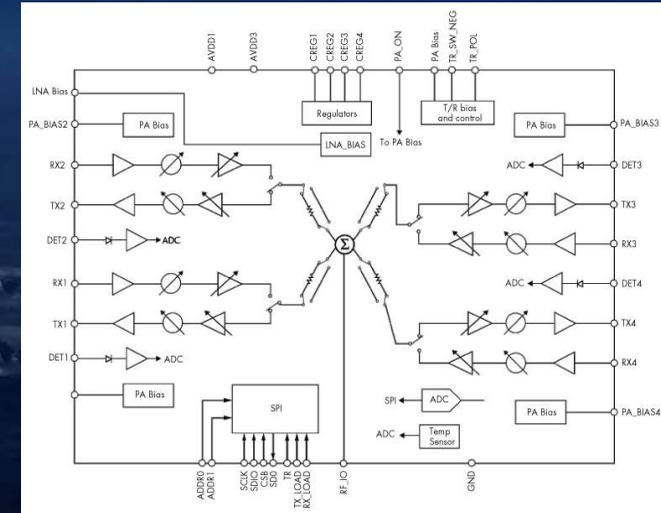 AVDD1
AVDD3
CREG1
CREG2
CREG3
CREG4
PA_ON
PA Bias
TR_SW_NEG
TR_POL
LNA Bias
Regulators
T/R bias
and control
PA_BIAS2
PA Bias
LNA_BIAS
To PA Bias
PA Bias
PA_BIAS3
RX2
ADC
DET3
TX2
TX3
DET2
ADC
RX3
Σ
RX1
ADC
DET4
TX1
TX4
DET1
ADC
RX4
PA Bias
SPI
SPI
ADC
PA Bias
PA_BIAS4
ADC
Temp
Sensor
ADDR0
ADDR1
SCLK
SDIO
CSB
SD0
TR
TX_LOAD
RX_LOAD
RF_IO
GND